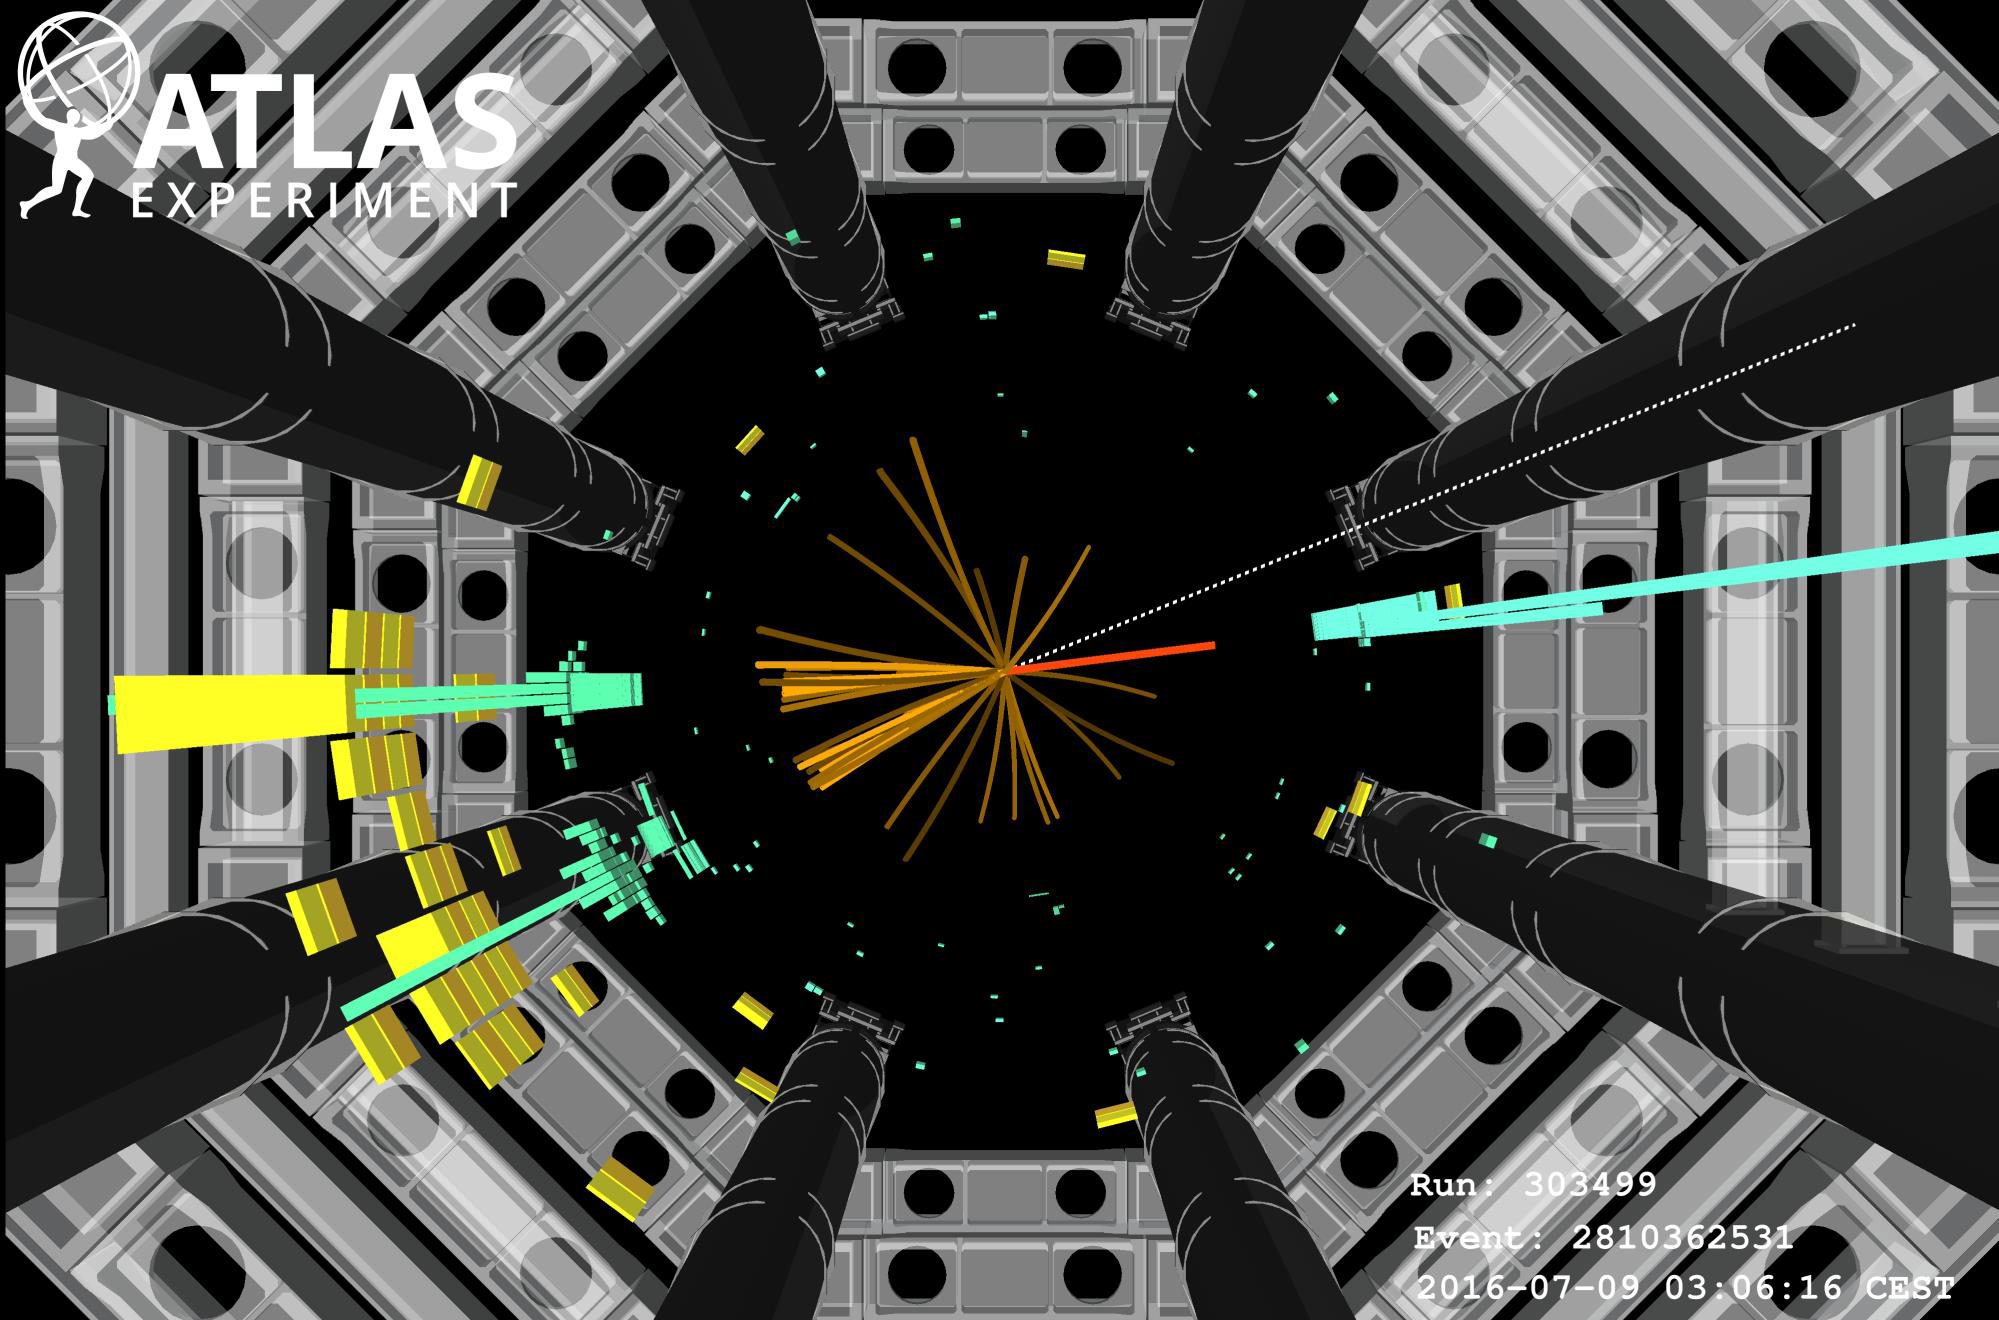 ATLAS
EXPERIMENT
Run: 303499
Event: 2810362531
2016-07-09 03:06:16 CEST